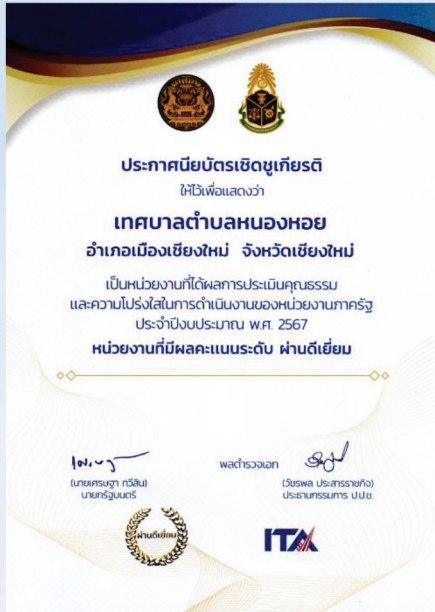 ประกาศนียบัตรเชิดชูเกียรติ
ให้ไว้เพื่อแสดงว่า
เทศบาลตำบลหนองหอย
อำเภอเมืองเชียงใหม่ จังหวัดเชียงใหม่
เป็นหน่วยงานที่ได้ผลการประเมินคุณธรรม
และความโปร่งใสในการดำเนินงานของหน่วยงานภาครัฐ
ประจำปีงบประมาณ พ.ศ. 2567
หน่วยงานที่มีผลคะแนนระดับ ผ่านดีเยี่ยม
พลตำรวจเอก
(นายเศรษฐา ทวีสิน)
นายกรัฐมนตรี
(วัชรพล ประสารราชกิจ)
ประธานกรรมการ ป.ป.ช.
ผ่านดีเยี่ยม
ITA